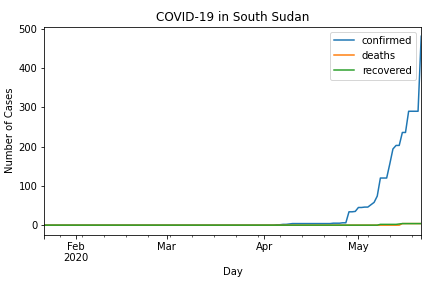 COVID-19 in South Sudan
500
400
300
200
100
0
Number of Cases
confirmed
deaths
recovered
Feb
2020
Mar
Apr
May
Day